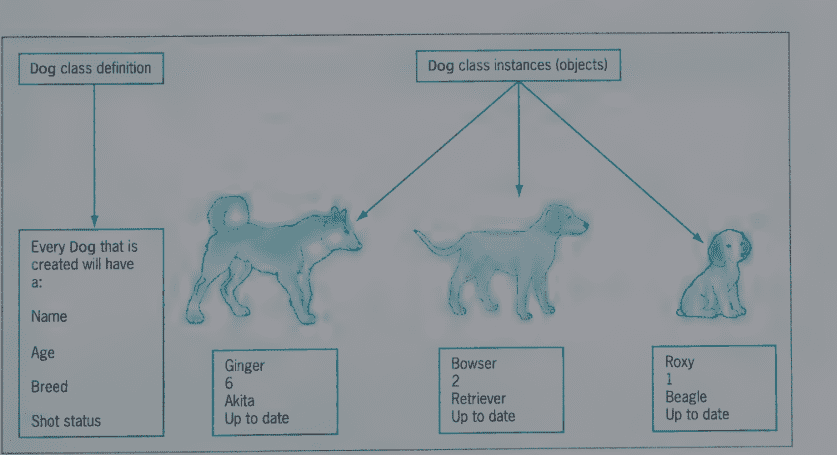 Dog class definition
Dog class instances (objects)
Every Dog that is
created will have
a:
Name
Age
Breed
Shot status
Ginger
6
Akita
Up to date
Bowser
2
Retriever
Up to date
Roxy
1
Beagle
Up to date